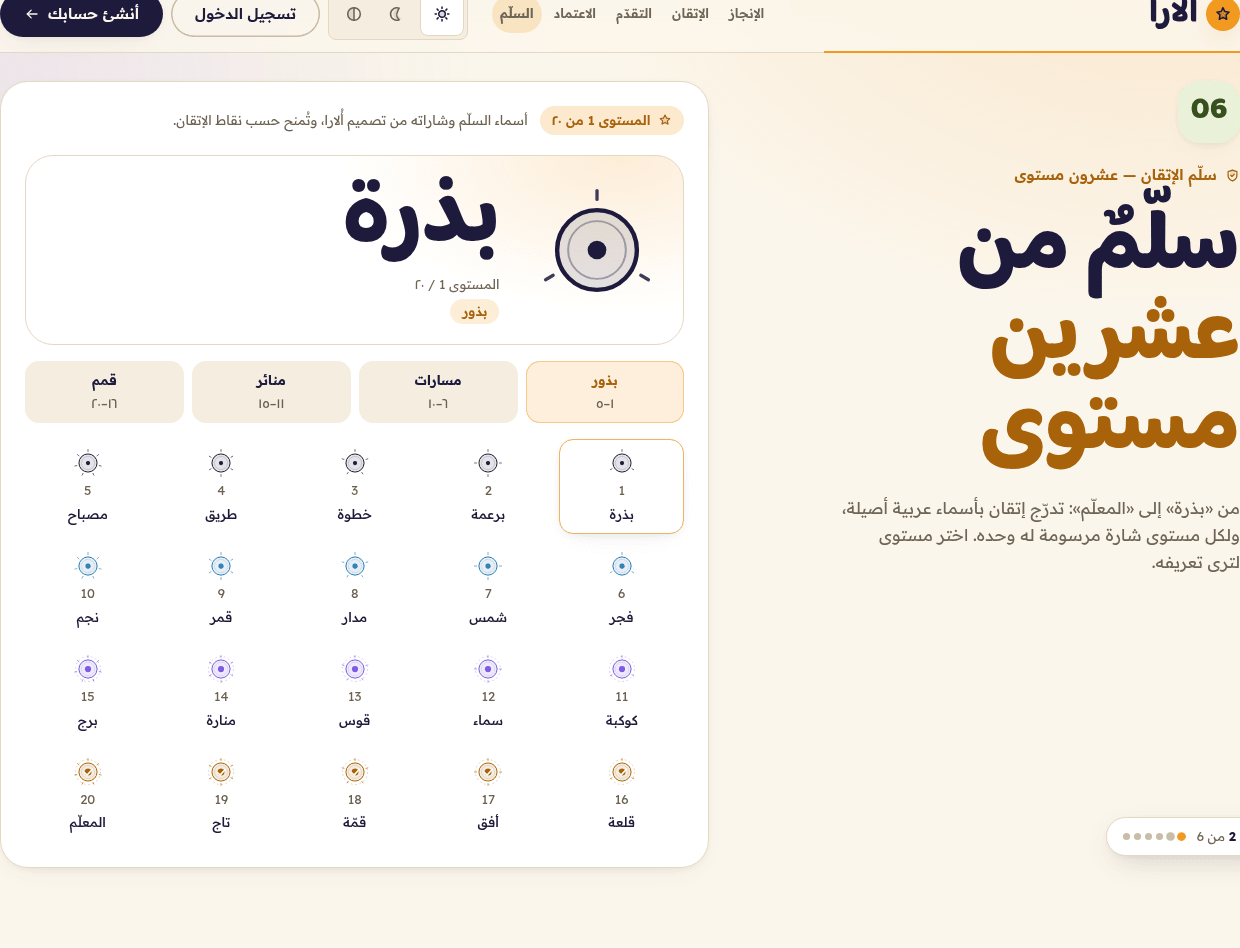 ألارا
الإنجاز
الإتقان
التقدّم
الاعتماد
السلّم
تسجيل الدخول
أنشئ حسابك ←
06
سلّم الإتقان — عشرون مستوى
سلّمٌ من
عشرين
مستوى
من «بذرة» إلى «المعلّم»: تدرّج إتقان بأسماء عربية أصيلة،
ولكل مستوى شارة مرسومة له وحده. اختر مستوى
لترى تعريفه.
2 من 6
المستوى 1 من ٢٠
أسماء السلّم وشاراته من تصميم أُلارا، وتُمنح حسب نقاط الإتقان.
بذرة
المستوى 1 / ٢٠
بذور
بذور
١–٥
مسارات
٦–١٠
منائر
١١–١٥
قمم
١٦–٢٠
1
بذرة
2
برعمة
3
خطوة
4
طريق
5
مصباح
6
فجر
7
شمس
8
مدار
9
قمر
10
نجم
11
كوكبة
12
سماء
13
قوس
14
منارة
15
برج
16
قلعة
17
أفق
18
قمّة
19
تاج
20
المعلّم